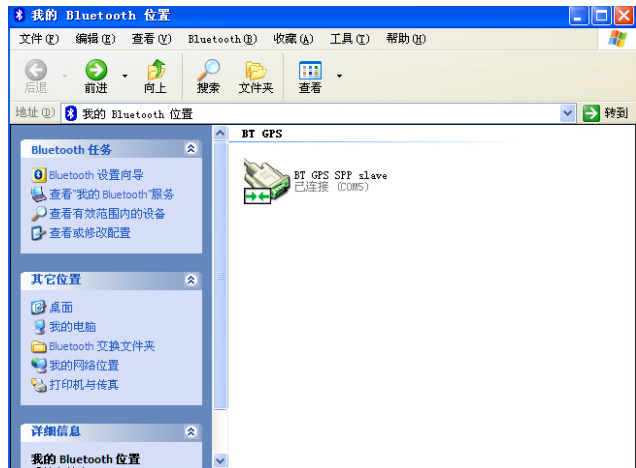 我的 Bluetooth 位置
文件(F) 编辑(E) 查看(V) Bluetooth(B) 收藏(A) 工具(T) 帮助(H)
后退 前进 向上 搜索 文件夹 查看
地址(D) 我的 Bluetooth 位置 转到
Bluetooth 任务
Bluetooth 设置向导
查看"我的 Bluetooth"服务
查看有效范围内的设备
查看或修改配置
其它位置
桌面
我的电脑
Bluetooth 交换文件夹
我的网络位置
打印机与传真
详细信息
我的 Bluetooth 位置
BT GPS
BT GPS SPP slave
已连接 (COM5)